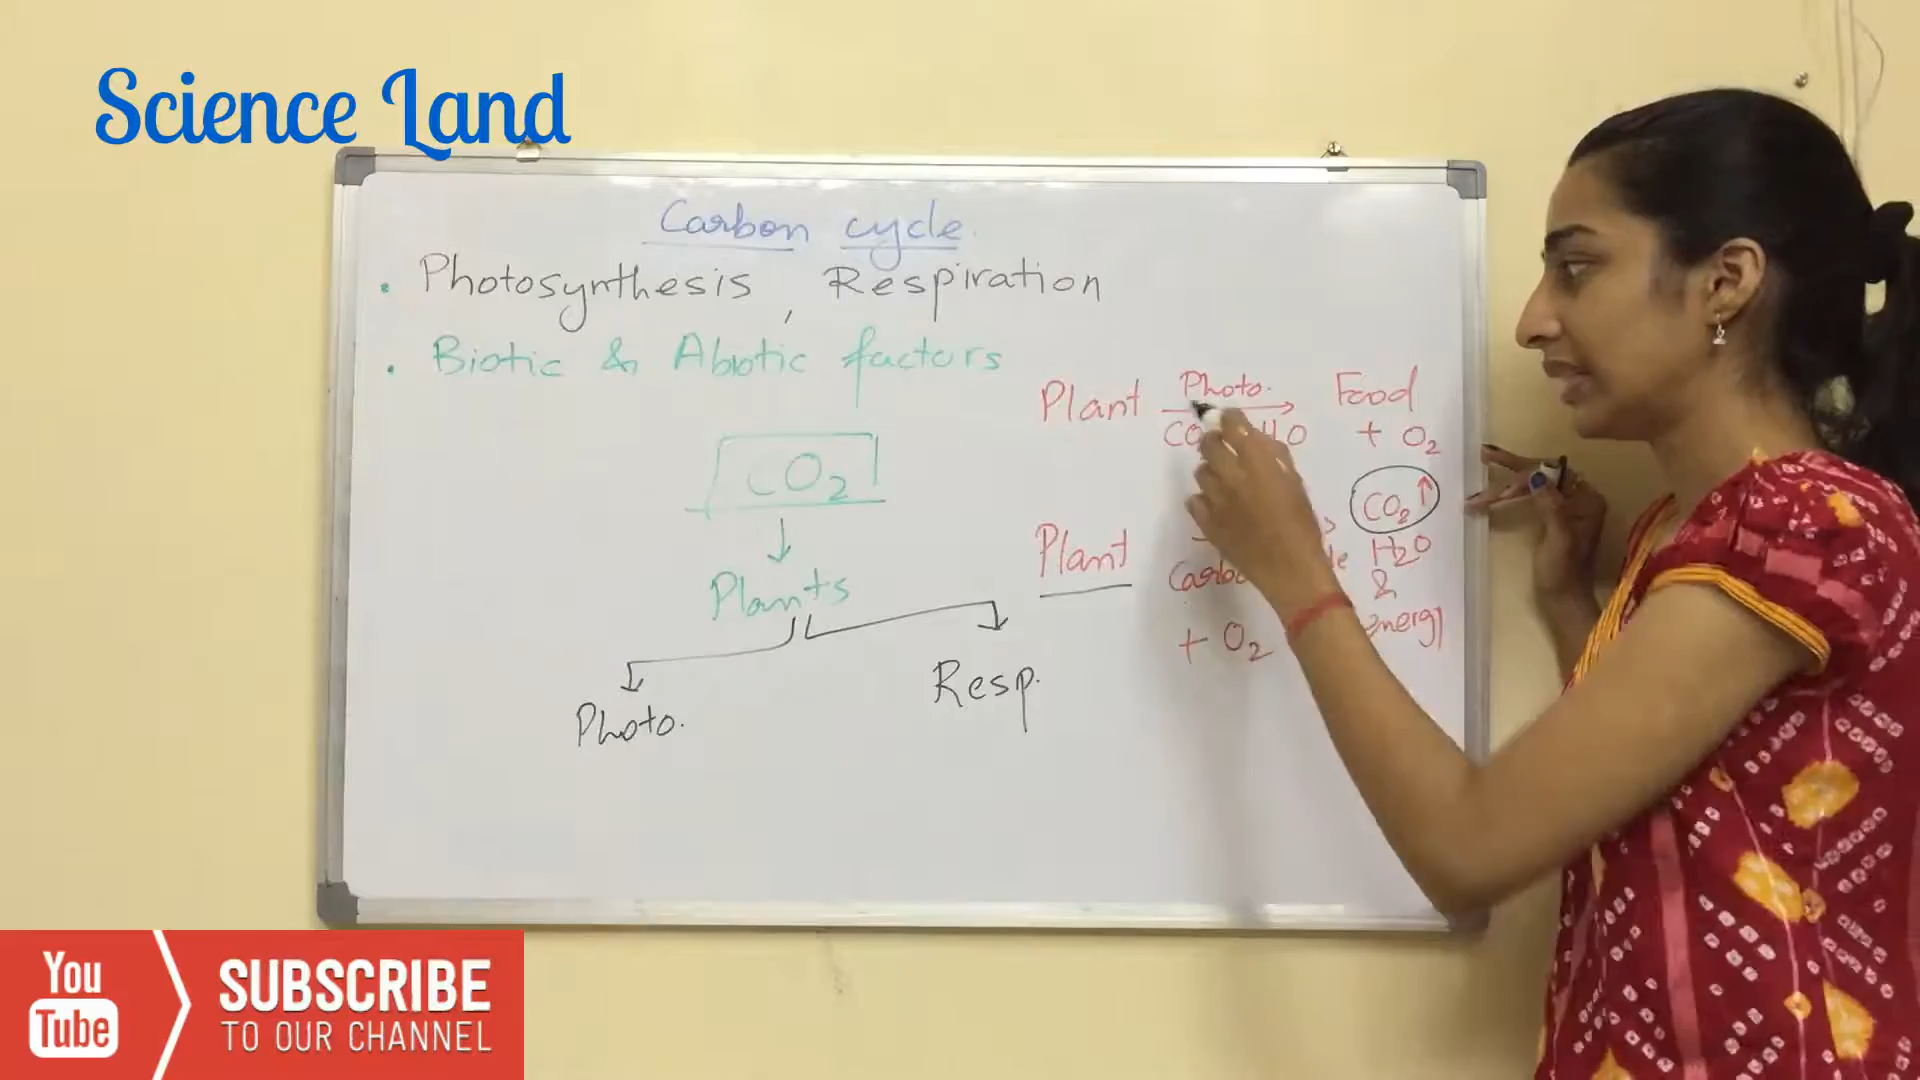 Science Land
Carbon cycle
• Photosynthesis, Respiration
• Biotic & Abiotic factors
Plant Photo. Food
+ O2
CO2
CO2 ↑
Plant
H2O
&
energy
+ O2
Plants
Photo.
Resp.
You
Tube
SUBSCRIBE
TO OUR CHANNEL